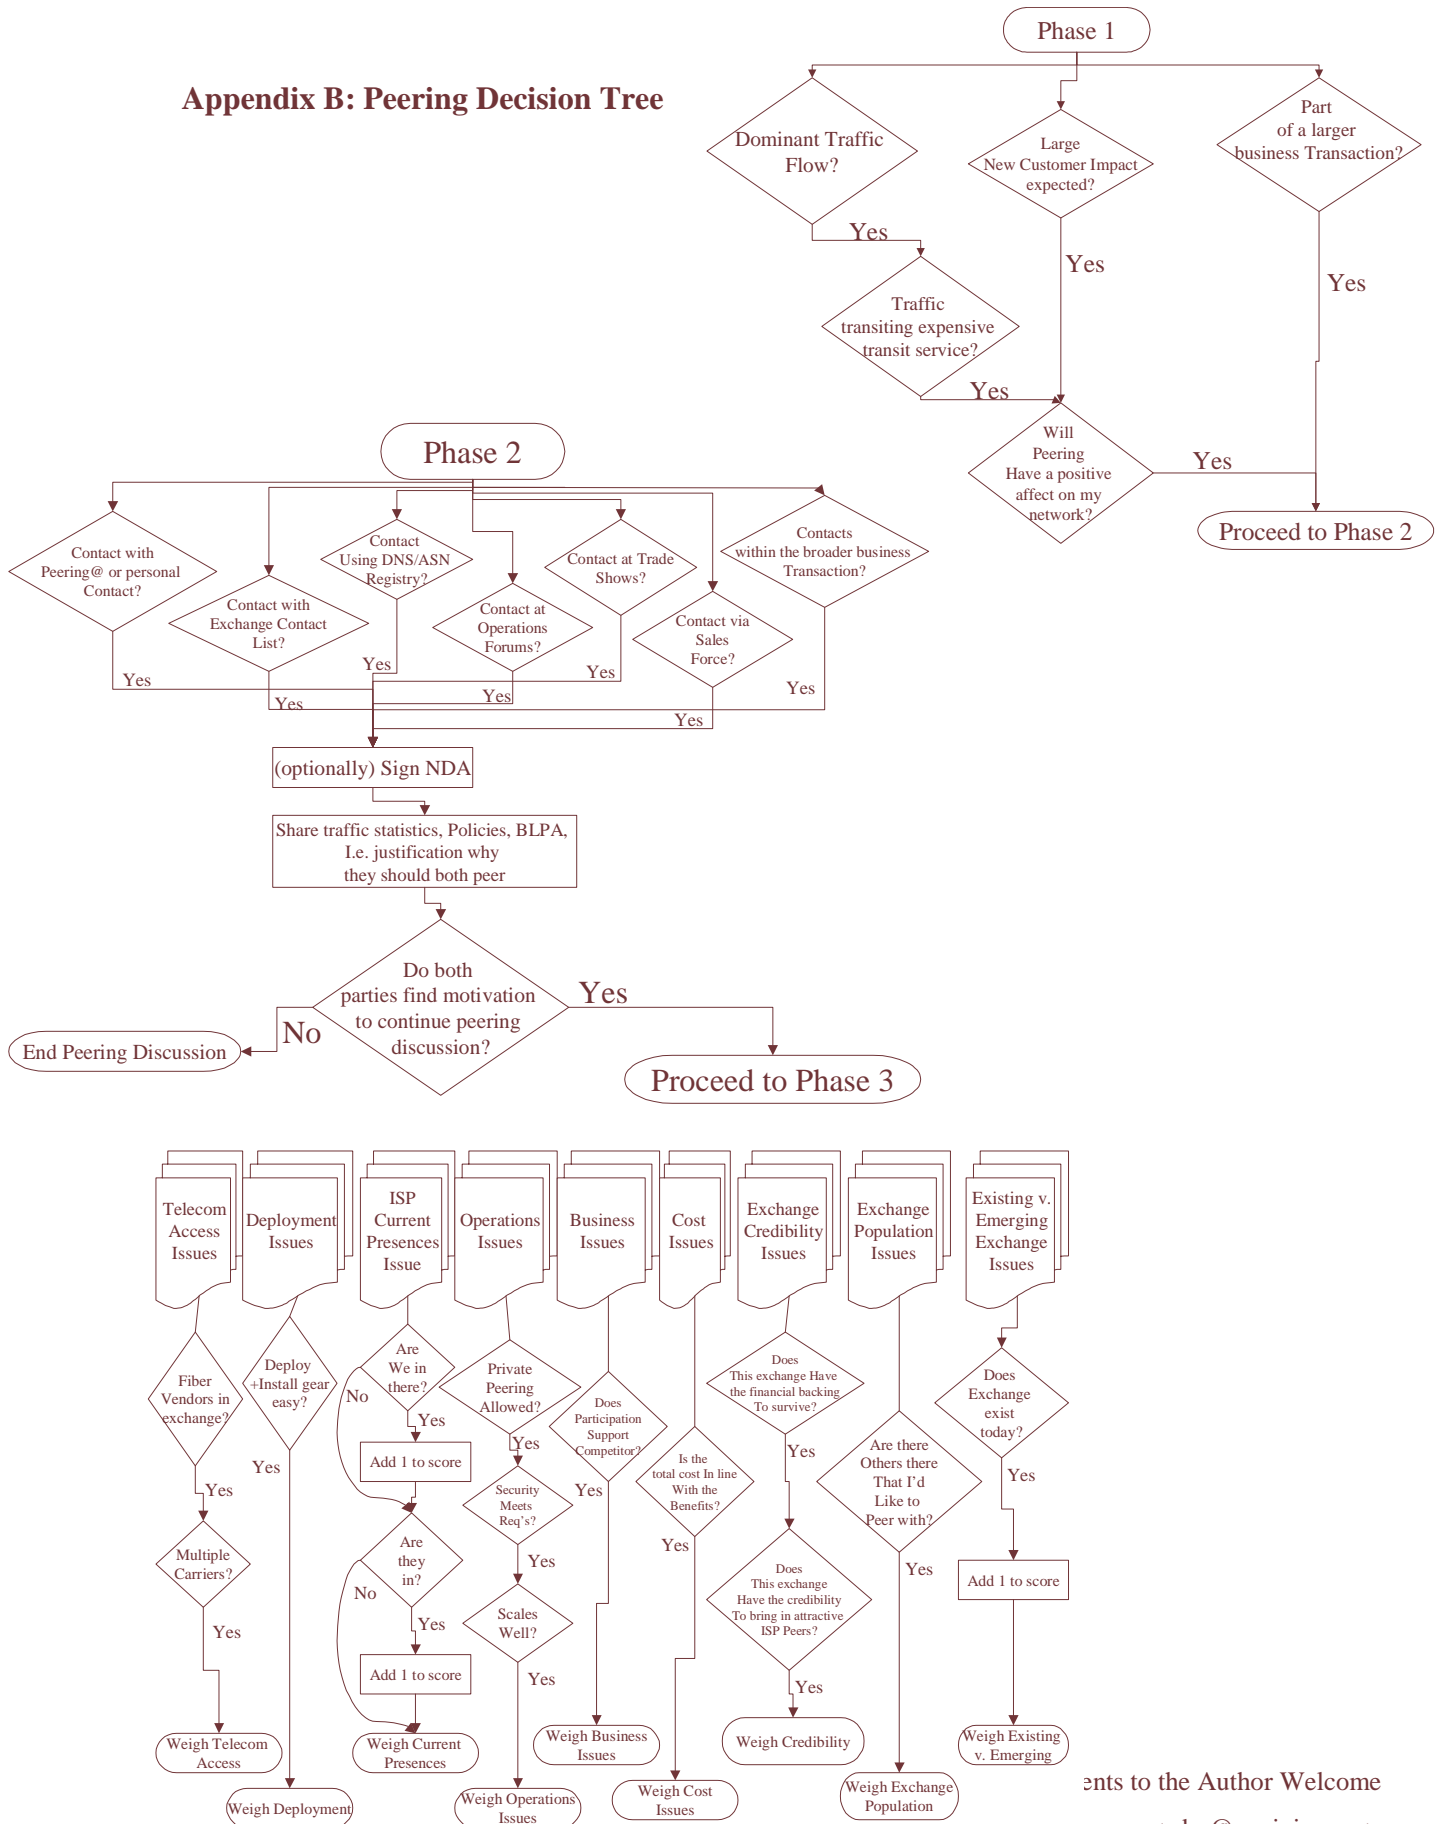 Phase 1
Appendix B: Peering Decision Tree
Dominant Traffic
Flow?
Large
New Customer Impact
expected?
Part
of a larger
business Transaction?
Yes
Yes
Yes
Traffic
transiting expensive
transit service?
Yes
Will
Peering
Have a positive
affect on my
network?
Yes
Proceed to Phase 2
Phase 2
Contact with
Peering@ or personal
Contact?
Contact with
Exchange Contact
List?
Contact
Using DNS/ASN
Registry?
Contact at
Operations
Forums?
Contact at Trade
Shows?
Contact via
Sales
Force?
Contacts
within the broader business
Transaction?
Yes
Yes
Yes
Yes
Yes
Yes
Yes
(optionally) Sign NDA
Share traffic statistics, Policies, BLPA,
I.e. justification why
they should both peer
Do both
parties find motivation
to continue peering
discussion?
Yes
No
End Peering Discussion
Proceed to Phase 3
Telecom
Access
Issues
Fiber
Vendors in
exchange?
Yes
Multiple
Carriers?
Yes
Weigh Telecom
Access
Deployment
Issues
Deploy
+Install gear
easy?
Yes
Weigh Deployment
ISP
Current
Presences
Issue
Are
We in
there?
No
Yes
Add 1 to score
Are
they
in?
No
Yes
Add 1 to score
Weigh Current
Presences
Operations
Issues
Private
Peering
Allowed?
Yes
Security
Meets
Req's?
Yes
Scales
Well?
Yes
Weigh Operations
Issues
Business
Issues
Does
Participation
Support
Competitor?
Yes
Weigh Business
Issues
Cost
Issues
Is the
total cost In line
With the
Benefits?
Yes
Weigh Cost
Issues
Exchange
Credibility
Issues
Does
This exchange Have
the financial backing
To survive?
Yes
Does
This exchange
Have the credibility
To bring in attractive
ISP Peers?
Yes
Weigh Credibility
Exchange
Population
Issues
Are there
Others there
That I'd
Like to
Peer with?
Yes
Weigh Exchange
Population
Existing v.
Emerging
Exchange
Issues
Does
Exchange
exist
today?
Yes
Add 1 to score
Weigh Existing
v. Emerging
ents to the Author Welcome